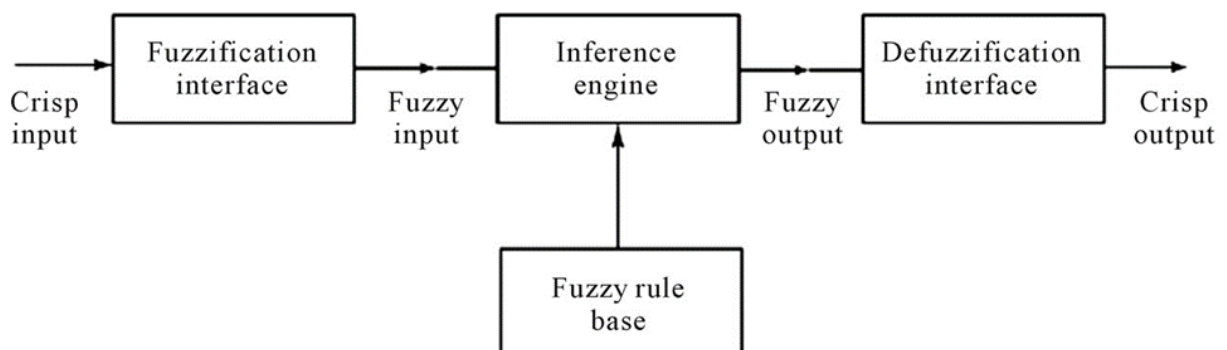 Fuzzification
interface
Inference
engine
Defuzzification
interface
Crisp
input
Fuzzy
input
Fuzzy
output
Crisp
output
Fuzzy rule
base